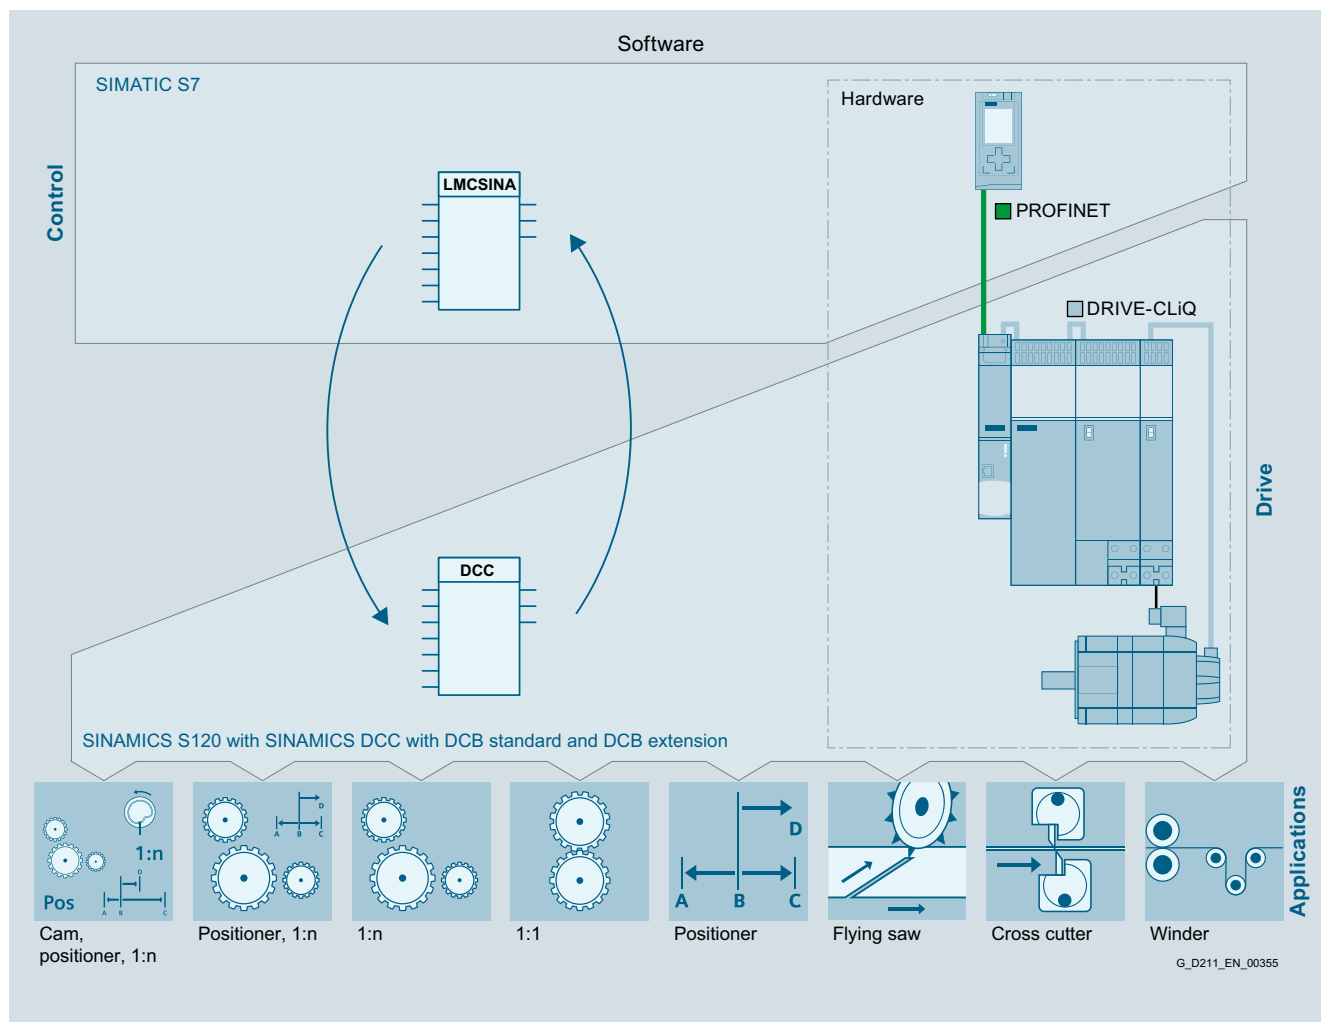 Software
SIMATIC S7
Hardware
Control
LMCSINA
PROFINET
DRIVE-CLiQ
Drive
DCC
SINAMICS S120 with SINAMICS DCC with DCB standard and DCB extension
1:n
Pos
D
A B C
D
A B C
D
A B C
Applications
Cam,
positioner, 1:n
Positioner, 1:n
1:n
1:1
Positioner
Flying saw
Cross cutter
Winder
G_D211_EN_00355